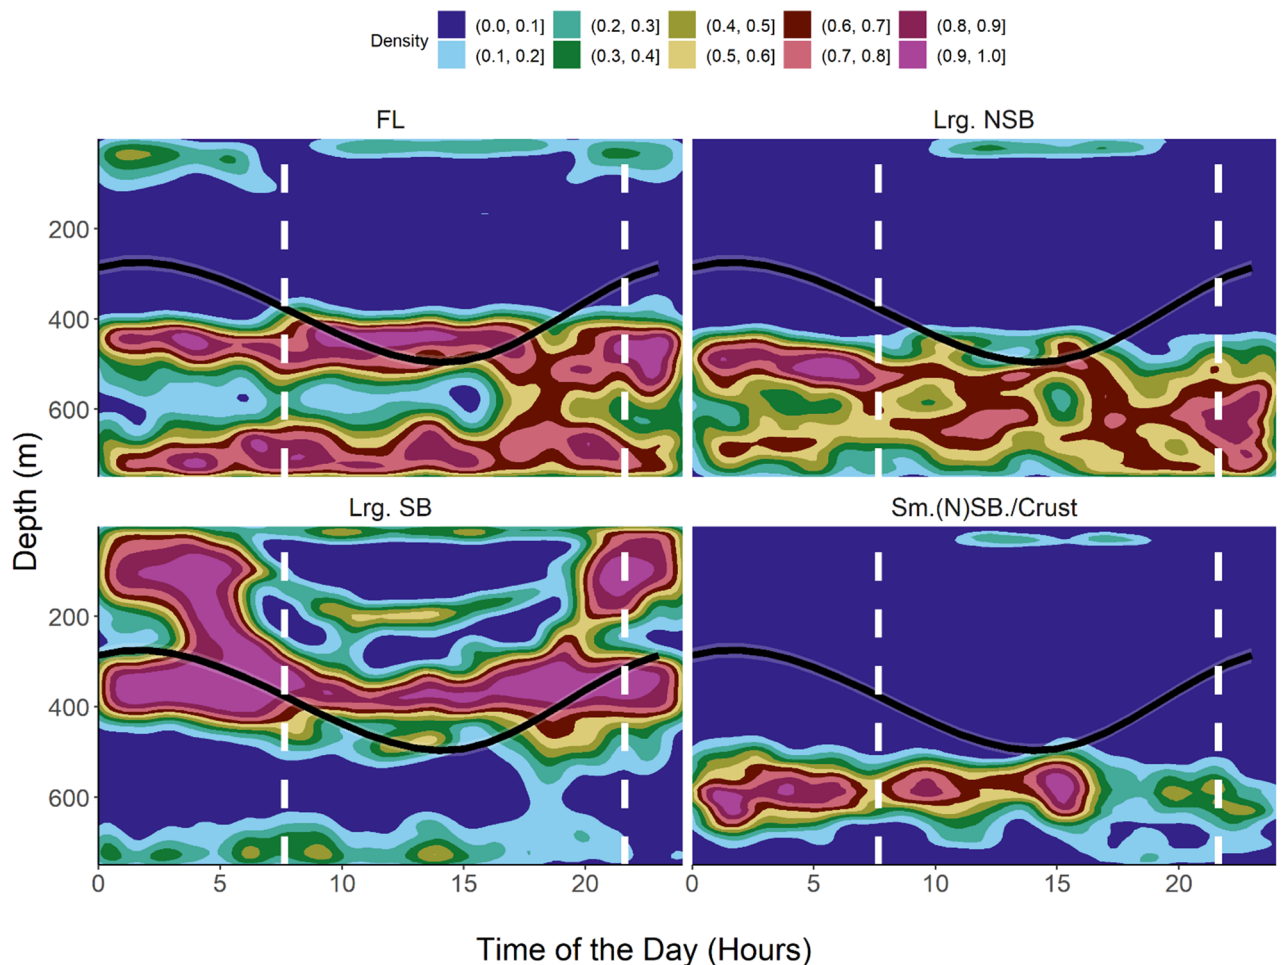 Density
(0.0, 0.1] (0.2, 0.3] (0.4, 0.5] (0.6, 0.7] (0.8, 0.9]
(0.1, 0.2] (0.3, 0.4] (0.5, 0.6] (0.7, 0.8] (0.9, 1.0]
FL Lrg. NSB
200
400
600
Lrg. SB Sm.(N)SB./Crust
200
400
600
Depth (m)
0 5 10 15 20 0 5 10 15 20
Time of the Day (Hours)